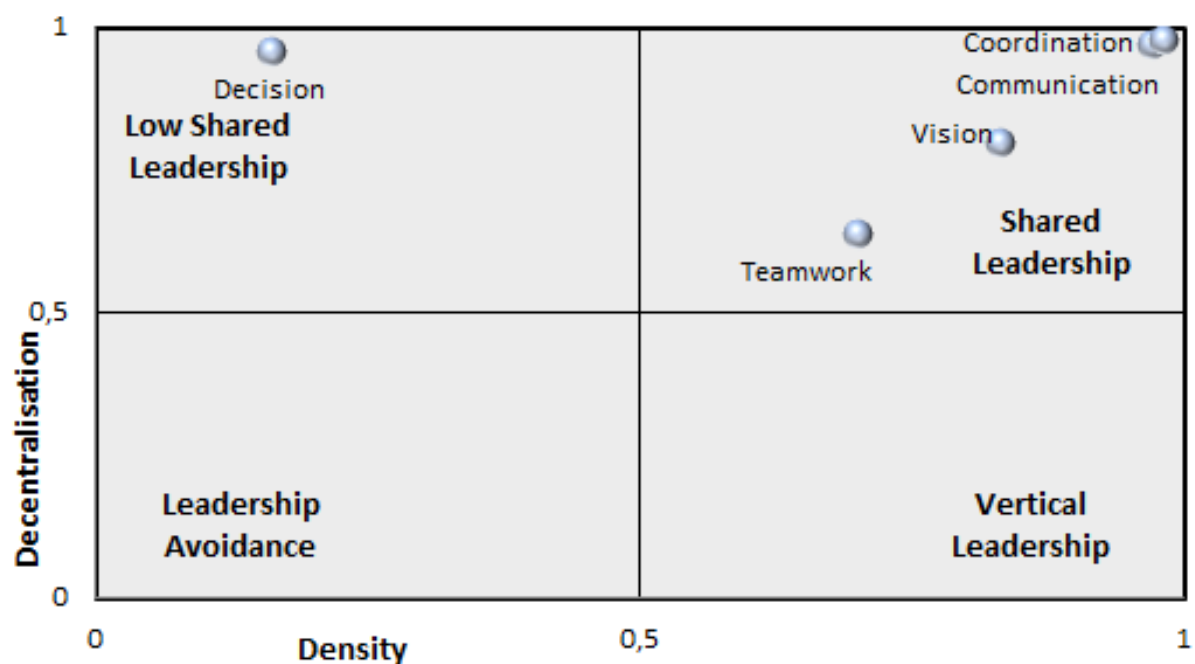 1
Coordination
Decision
Communication
Low Shared
Leadership
Vision
Shared
Leadership
Teamwork
0,5
Decentralisation
Leadership
Avoidance
Vertical
Leadership
0
0
Density
0,5
1